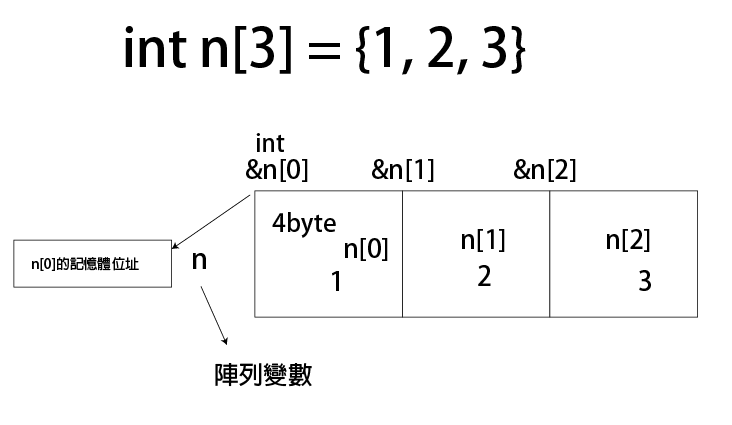 int n[3] = {1, 2, 3}
int
&n[0] &n[1] &n[2]
4byte
n[0] n[1] n[2]
1 2 3
n[0]的記憶體位址
n
陣列變數